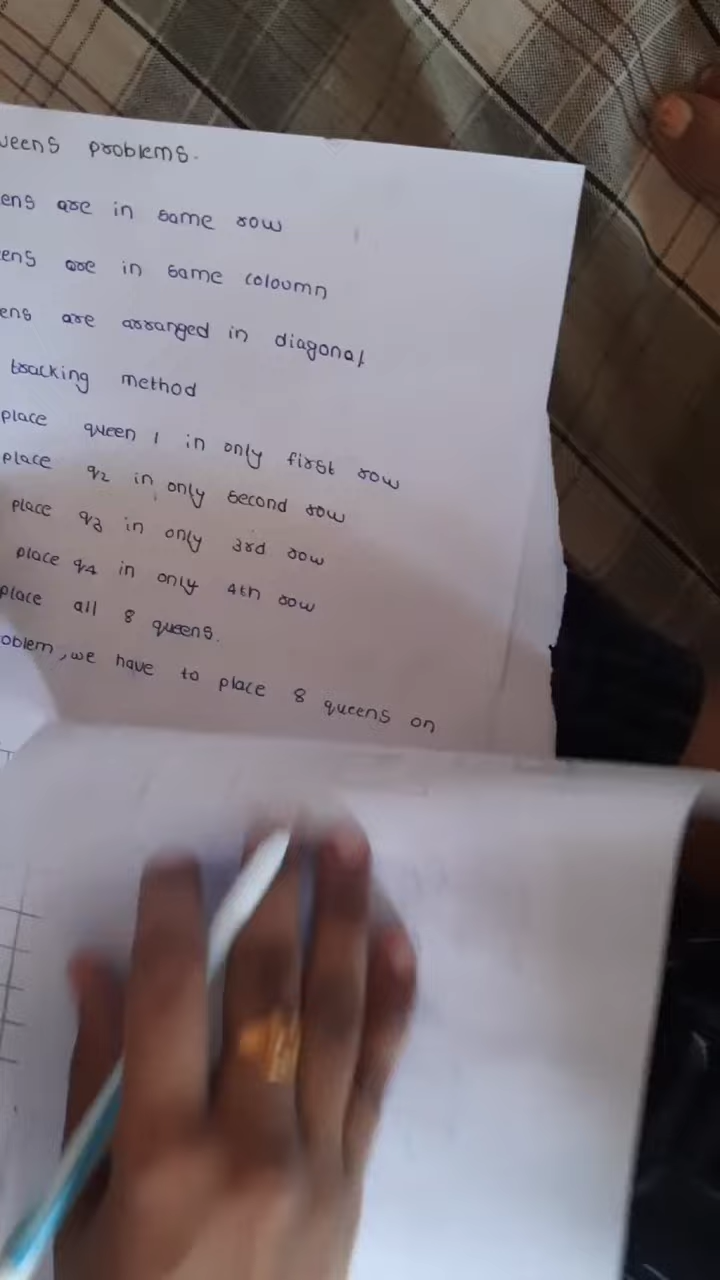 ueens problems.
ens are in same row
ens are in same coloumn
ens are arranged in diagonal
tracking method
place queen 1 in only first row
place q2 in only second row
place q3 in only 3rd row
place q4 in only 4th row
place all 8 queens.
oblem, we have to place 8 queens on